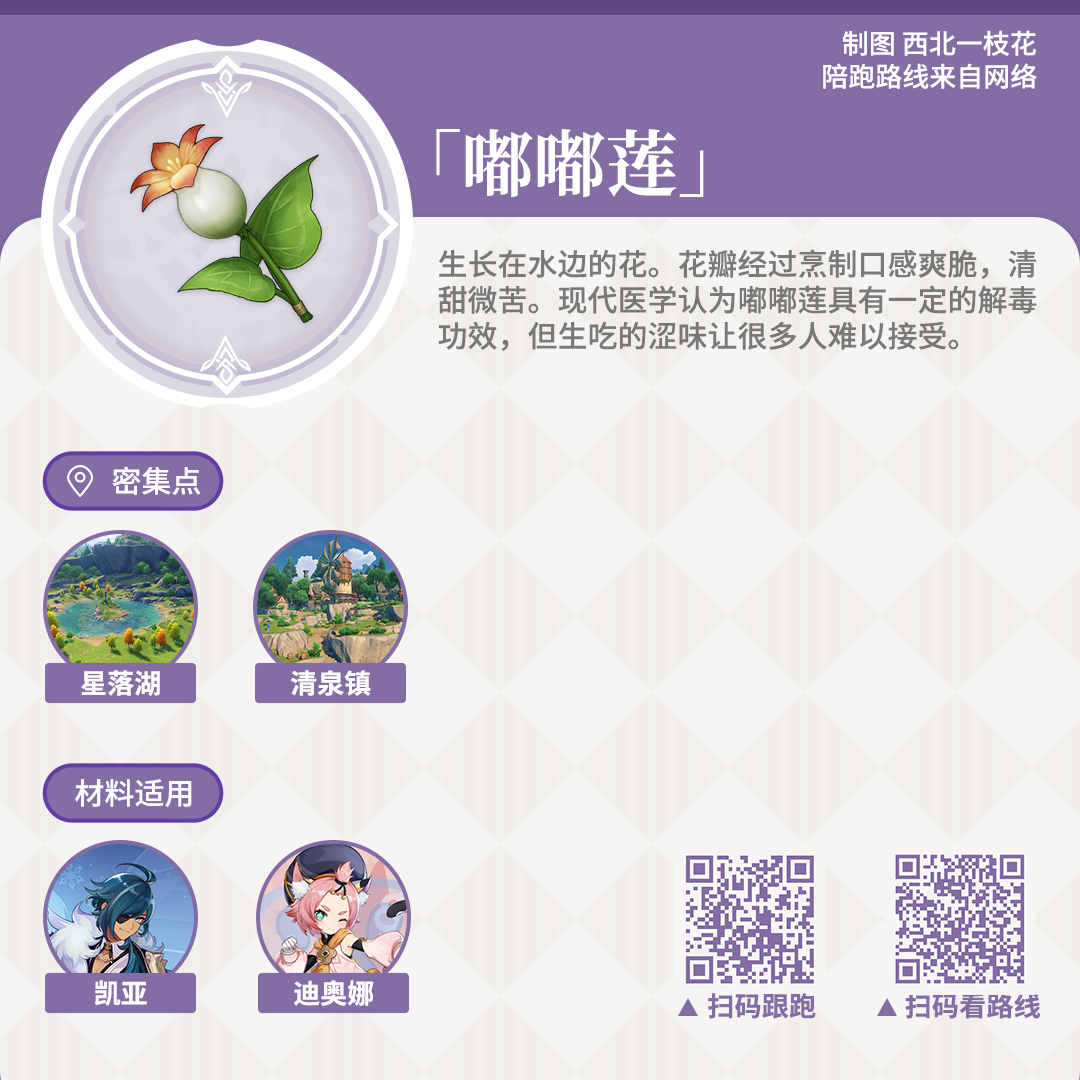 制图 西北一枝花
陪跑路线来自网络
「嘟嘟莲」
生长在水边的花。花瓣经过烹制口感爽脆，清
甜微苦。现代医学认为嘟嘟莲具有一定的解毒
功效，但生吃的涩味让很多人难以接受。
密集点
星落湖
清泉镇
材料适用
凯亚
迪奥娜
▲ 扫码跟跑
▲ 扫码看路线